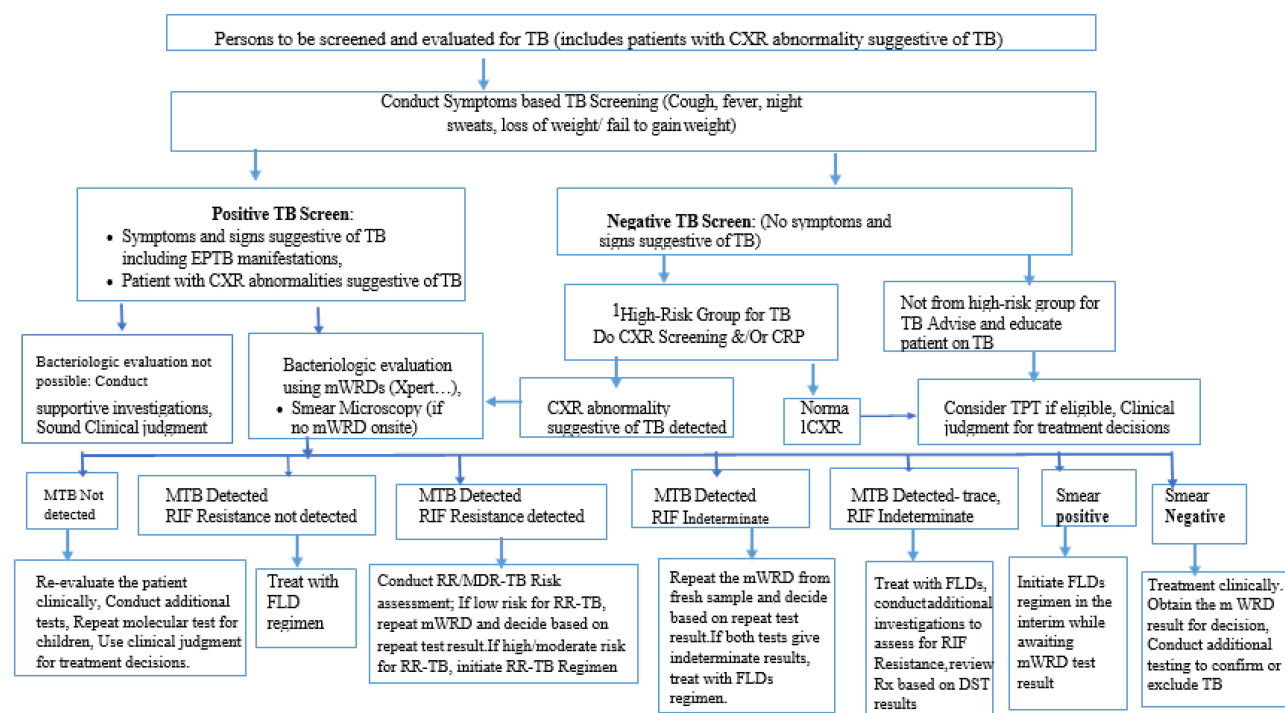 Persons to be screened and evaluated for TB (includes patients with CXR abnormality suggestive of TB)
Conduct Symptoms based TB Screening (Cough, fever, night
sweats, loss of weight/ fail to gain weight)
Positive TB Screen:
• Symptoms and signs suggestive of TB
including EPTB manifestations,
• Patient with CXR abnormalities suggestive of TB
Negative TB Screen: (No symptoms and
signs suggestive of TB)
Bacteriologic evaluation not
possible: Conduct
supportive investigations,
Sound Clinical judgment
Bacteriologic evaluation
using mWRDs (Xpert…),
• Smear Microscopy (if
no mWRD onsite)
1High-Risk Group for TB
Do CXR Screening &/Or CRP
CXR abnormality
suggestive of TB detected
Norma
lCXR
Not from high-risk group for
TB Advise and educate
patient on TB
Consider TPT if eligible, Clinical
judgment for treatment decisions
MTB Not
detected
MTB Detected
RIF Resistance not detected
MTB Detected
RIF Resistance detected
MTB Detected
RIF Indeterminate
MTB Detected- trace,
RIF Indeterminate
Smear
positive
Smear
Negative
Re-evaluate the patient
clinically, Conduct additional
tests, Repeat molecular test for
children, Use clinical judgment
for treatment decisions.
Treat with
FLD
regimen
Conduct RR/MDR-TB Risk
assessment; If low risk for RR-TB,
repeat mWRD and decide based on
repeat test result.If high/moderate risk
for RR-TB, initiate RR-TB Regimen
Repeat the mWRD from
fresh sample and decide
based on repeat test
result.If both tests give
indeterminate results,
treat with FLDs
regimen.
Treat with FLDs,
conductadditional
investigations to
assess for RIF
Resistance,review
Rx based on DST
results
Initiate FLDs
regimen in the
interim while
awaiting
mWRD test
result
Treatment clinically.
Obtain the m WRD
result for decision,
Conduct additional
testing to confirm or
exclude TB